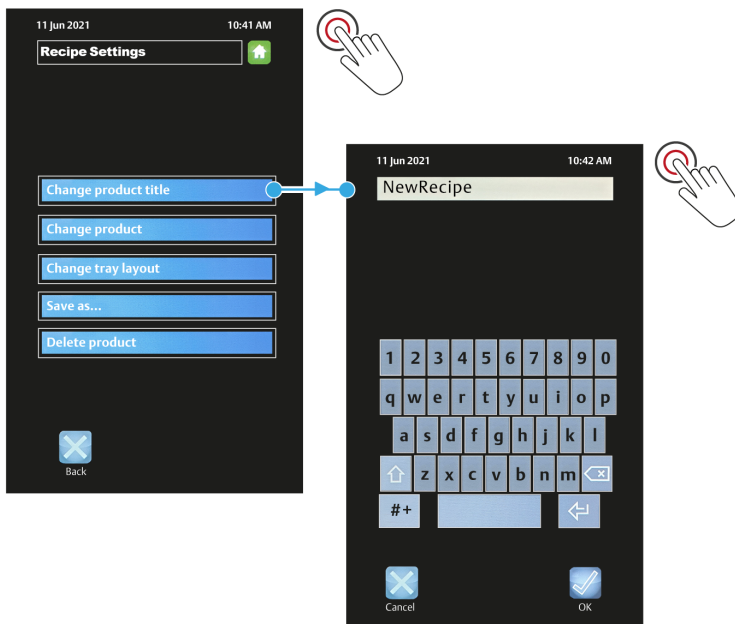 11 Jun 2021 10:41 AM
Recipe Settings
Change product title
Change product
Change tray layout
Save as...
Delete product
Back
11 Jun 2021 10:42 AM
NewRecipe
1 2 3 4 5 6 7 8 9 0
q w e r t y u i o p
a s d f g h j k l
z x c v b n m
#+
Cancel OK